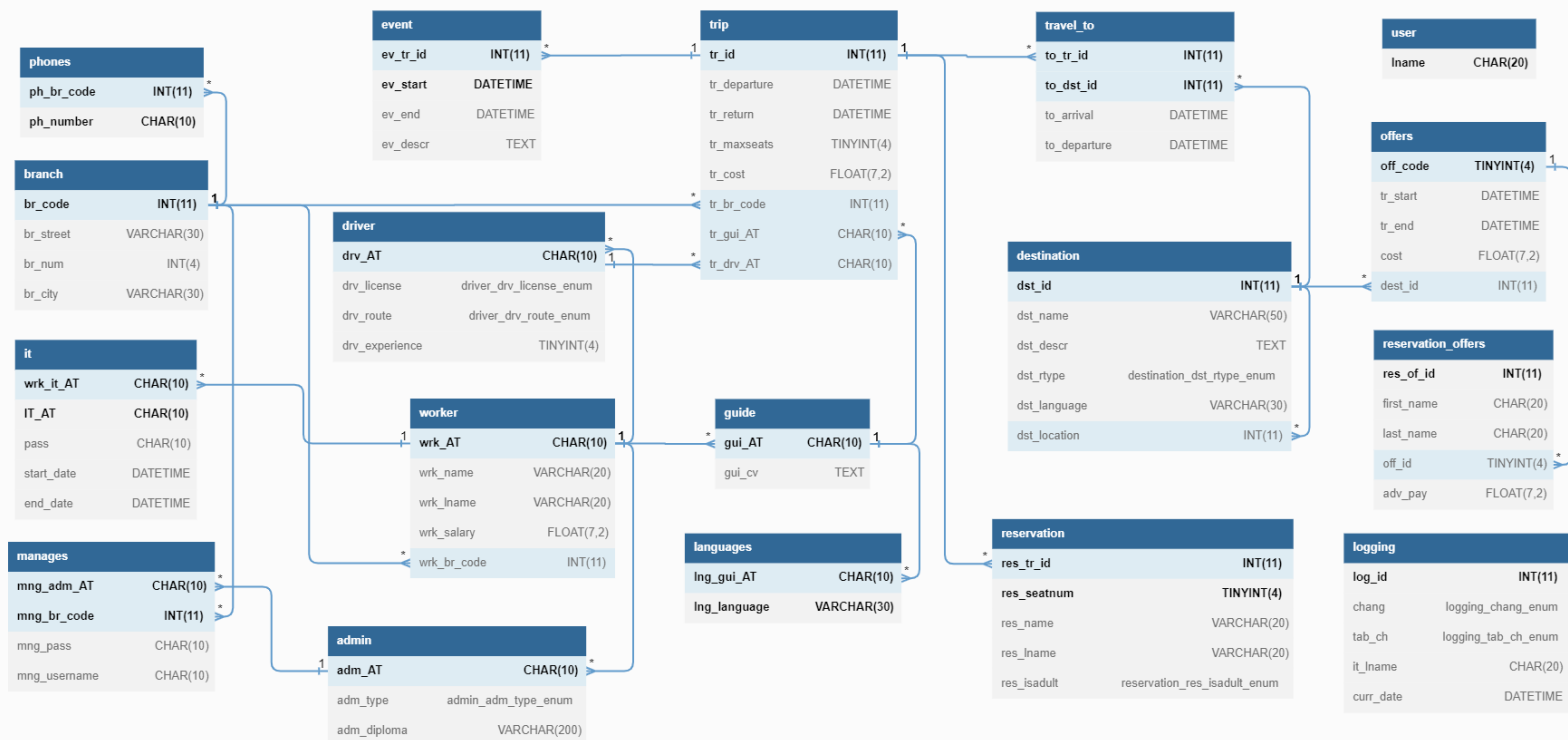 phones
ph_br_code INT(11)
ph_number CHAR(10)
branch
br_code INT(11)
br_street VARCHAR(30)
br_num INT(4)
br_city VARCHAR(30)
it
wrk_it_AT CHAR(10)
IT_AT CHAR(10)
pass CHAR(10)
start_date DATETIME
end_date DATETIME
manages
mng_adm_AT CHAR(10)
mng_br_code INT(11)
mng_pass CHAR(10)
mng_username CHAR(10)
event
ev_tr_id INT(11)
ev_start DATETIME
ev_end DATETIME
ev_descr TEXT
driver
drv_AT CHAR(10)
drv_license driver_drv_license_enum
drv_route driver_drv_route_enum
drv_experience TINYINT(4)
worker
wrk_AT CHAR(10)
wrk_name VARCHAR(20)
wrk_lname VARCHAR(20)
wrk_salary FLOAT(7,2)
wrk_br_code INT(11)
admin
adm_AT CHAR(10)
adm_type admin_adm_type_enum
adm_diploma VARCHAR(200)
trip
tr_id INT(11)
tr_departure DATETIME
tr_return DATETIME
tr_maxseats TINYINT(4)
tr_cost FLOAT(7,2)
tr_br_code INT(11)
tr_gui_AT CHAR(10)
tr_drv_AT CHAR(10)
guide
gui_AT CHAR(10)
gui_cv TEXT
languages
lng_gui_AT CHAR(10)
lng_language VARCHAR(30)
travel_to
to_tr_id INT(11)
to_dst_id INT(11)
to_arrival DATETIME
to_departure DATETIME
destination
dst_id INT(11)
dst_name VARCHAR(50)
dst_descr TEXT
dst_rtype destination_dst_rtype_enum
dst_language VARCHAR(30)
dst_location INT(11)
reservation
res_tr_id INT(11)
res_seatnum TINYINT(4)
res_name VARCHAR(20)
res_lname VARCHAR(20)
res_isadult reservation_res_isadult_enum
user
lname CHAR(20)
offers
off_code TINYINT(4)
tr_start DATETIME
tr_end DATETIME
cost FLOAT(7,2)
dest_id INT(11)
reservation_offers
res_of_id INT(11)
first_name CHAR(20)
last_name CHAR(20)
off_id TINYINT(4)
adv_pay FLOAT(7,2)
logging
log_id INT(11)
chang logging_chang_enum
tab_ch logging_tab_ch_enum
it_lname CHAR(20)
curr_date DATETIME